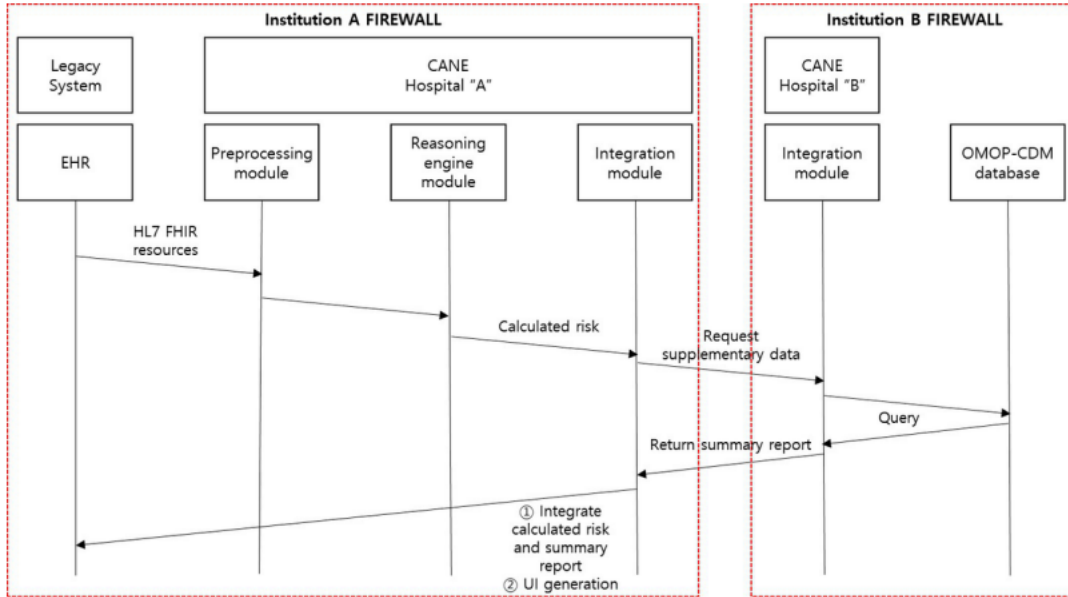 Institution A FIREWALL
Institution B FIREWALL
Legacy
System
CANE
Hospital "A"
CANE
Hospital "B"
EHR
Preprocessing
module
Reasoning
engine
module
Integration
module
Integration
module
OMOP-CDM
database
HL7 FHIR
resources
Calculated risk
Request
supplementary data
Query
Return summary report
① Integrate
calculated risk
and summary
report
② UI generation